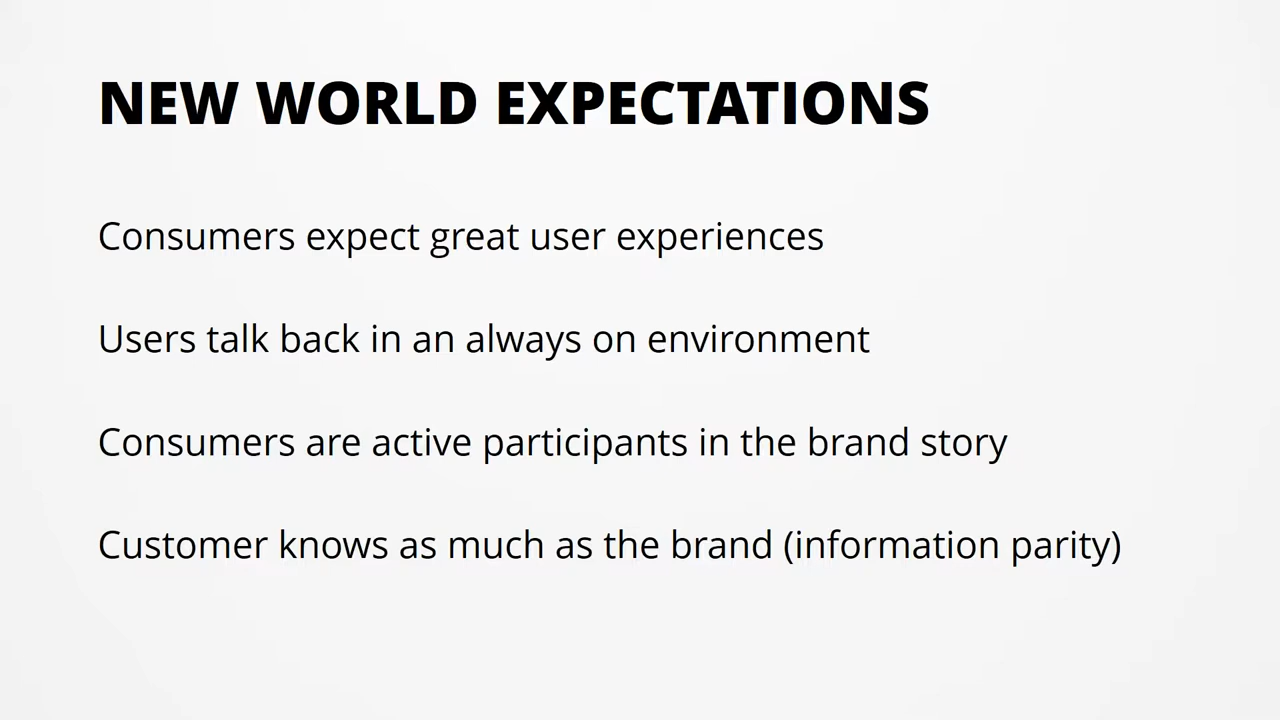 NEW WORLD EXPECTATIONS
Consumers expect great user experiences
Users talk back in an always on environment
Consumers are active participants in the brand story
Customer knows as much as the brand (information parity)